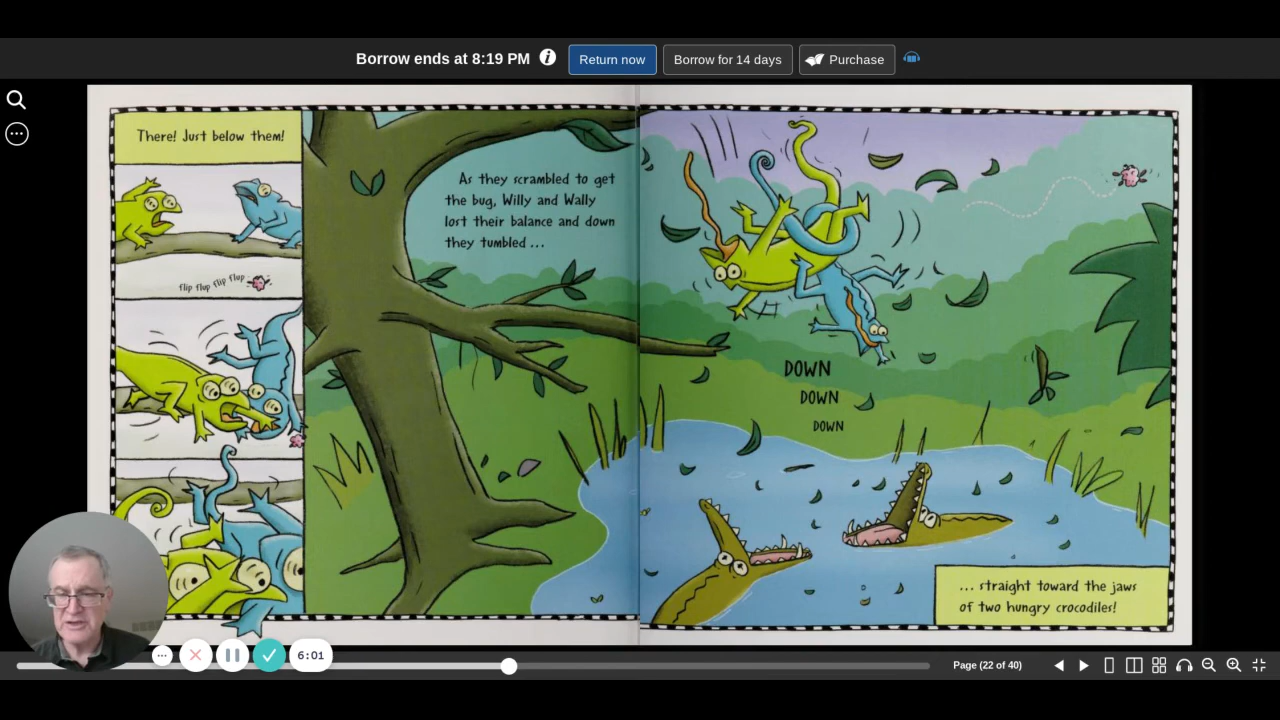 Borrow ends at 8:19 PM
Return now
Borrow for 14 days
Purchase
There! Just below them!
flip flup flip flup
As they scrambled to get
the bug, Willy and Wally
lost their balance and down
they tumbled ...
DOWN
DOWN
DOWN
... straight toward the jaws
of two hungry crocodiles!
6:01
Page (22 of 40)